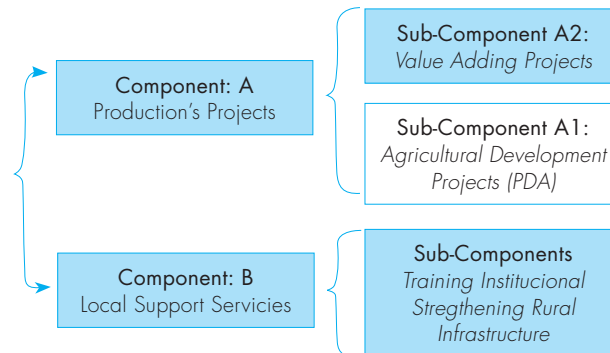 Component: A
Production's Projects
Sub-Component A2:
Value Adding Projects
Sub-Component A1:
Agricultural Development
Projects (PDA)
Component: B
Local Support Servicies
Sub-Components
Training Institucional
Stregthening Rural
Infrastructure